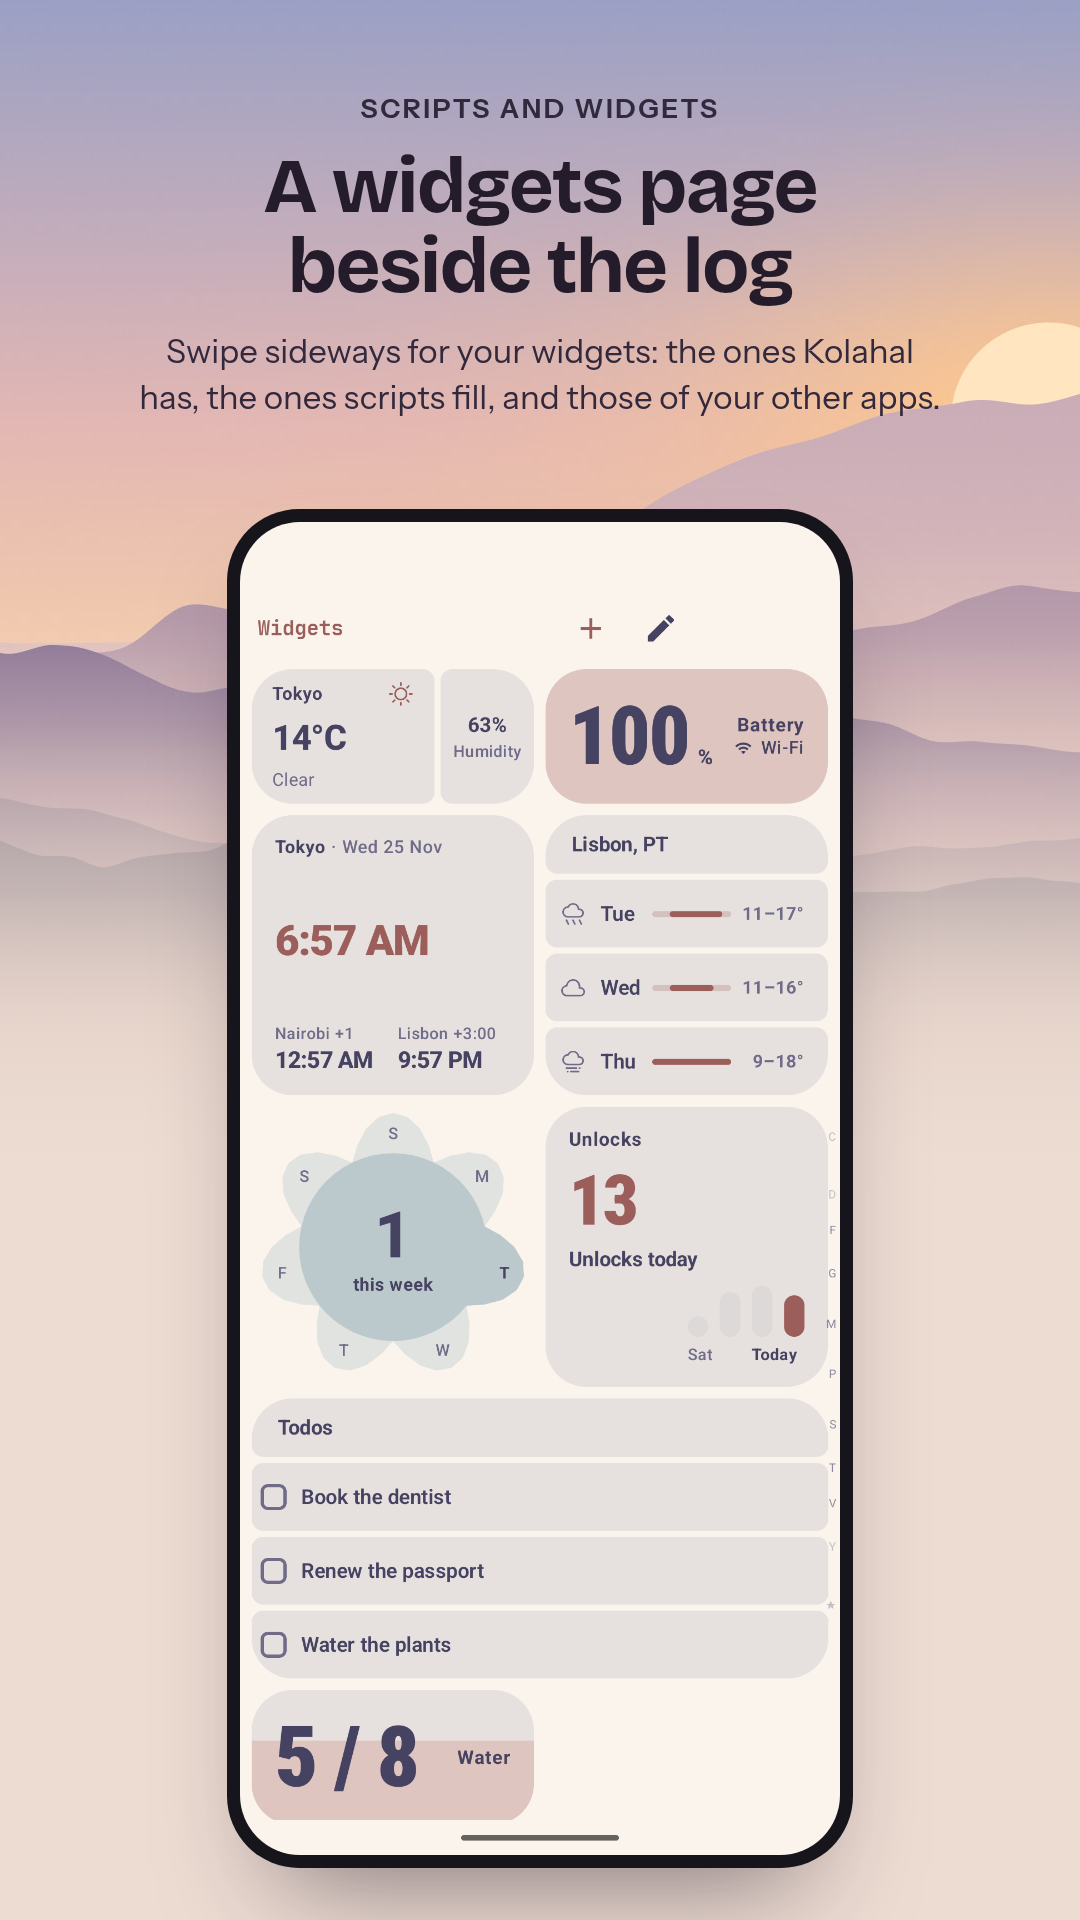 SCRIPTS AND WIDGETS
A widgets page
beside the log
Swipe sideways for your widgets: the ones Kolahal
has, the ones scripts fill, and those of your other apps.
Widgets
Tokyo
14°C
Clear
63%
Humidity
100 %
Battery
Wi-Fi
Tokyo · Wed 25 Nov
6:57 AM
Nairobi +1
12:57 AM
Lisbon +3:00
9:57 PM
Lisbon, PT
Tue 11–17°
Wed 11–16°
Thu 9–18°
S
M
T
W
T
F
S
1
this week
Unlocks
13
Unlocks today
Sat
Today
C
D
F
G
M
P
S
T
V
Y
Todos
Book the dentist
Renew the passport
Water the plants
5 / 8
Water